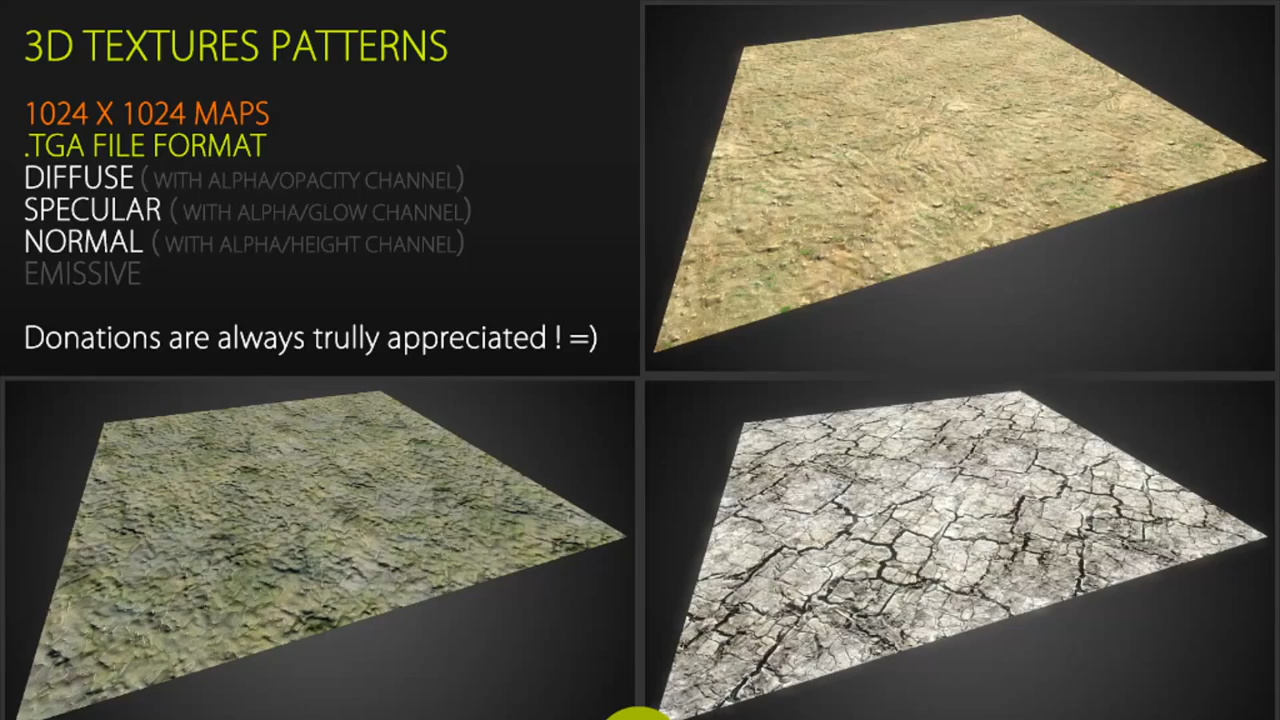 3D TEXTURES PATTERNS
1024 X 1024 MAPS
.TGA FILE FORMAT
DIFFUSE ( WITH ALPHA/OPACITY CHANNEL)
SPECULAR ( WITH ALPHA/GLOW CHANNEL)
NORMAL ( WITH ALPHA/HEIGHT CHANNEL)
EMISSIVE
Donations are always trully appreciated ! =)